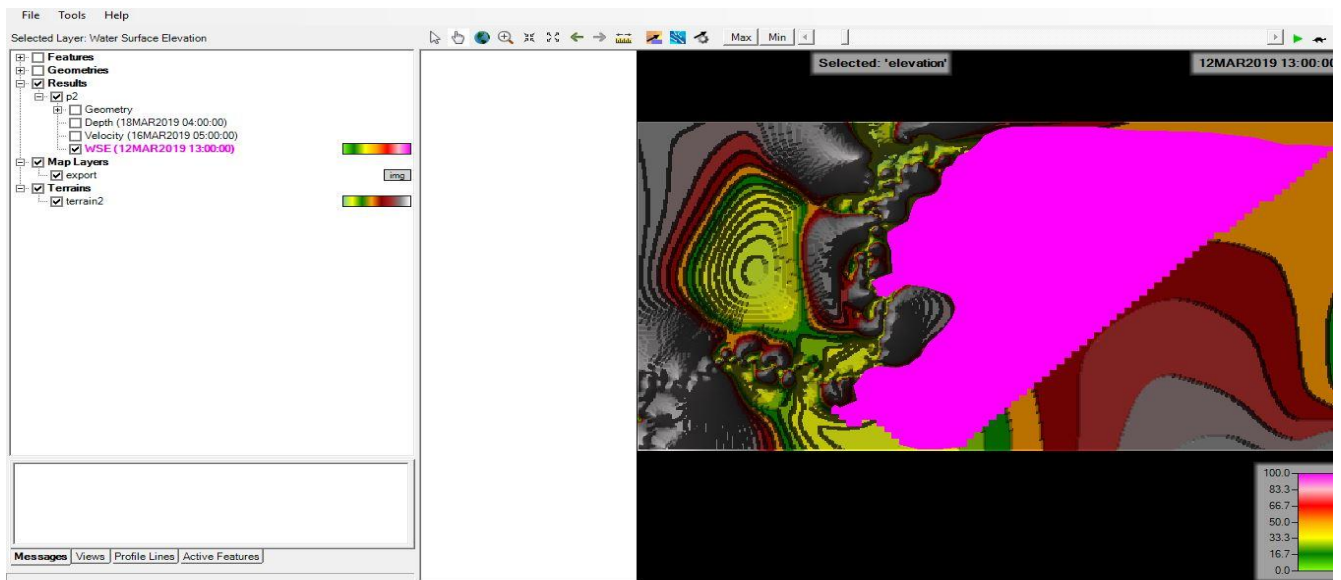 File Tools Help
Selected Layer: Water Surface Elevation
Max Min
Features
Geometries
Results
p2
Geometry
Depth (18MAR2019 04:00:00)
Velocity (16MAR2019 05:00:00)
WSE (12MAR2019 13:00:00)
Map Layers
export img
Terrains
terrain2
Selected: 'elevation'
12MAR2019 13:00:00
100.0
83.3
66.7
50.0
33.3
16.7
0.0
Messages Views Profile Lines Active Features